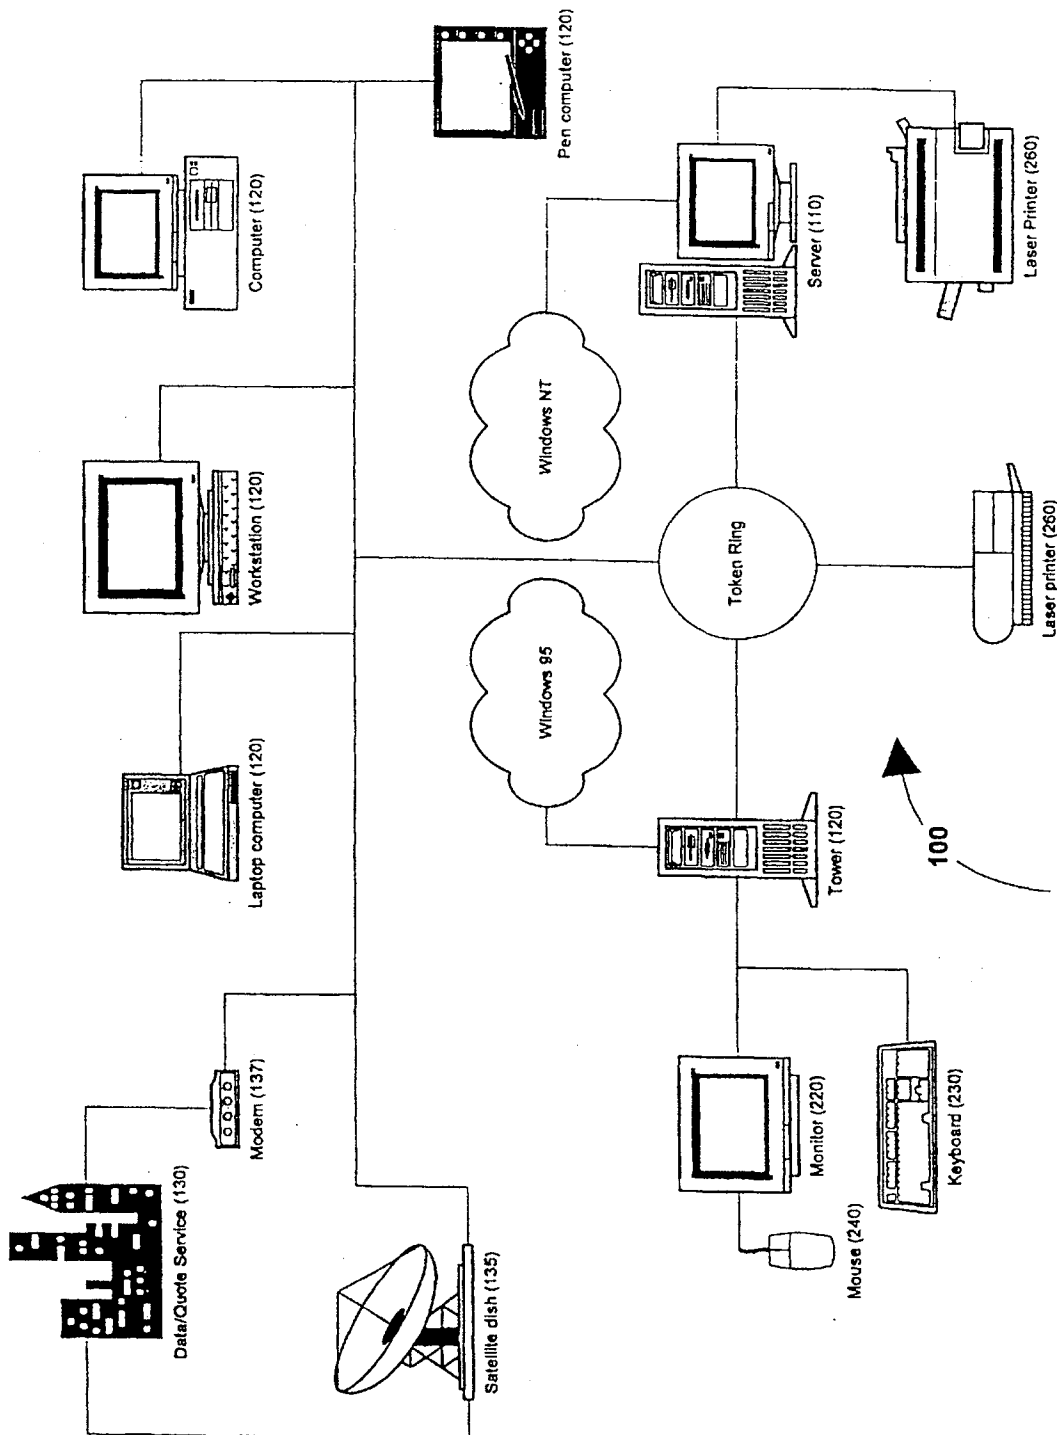 Data/Quote Service (130)
Modem (137)
Laptop computer (120)
Workstation (120)
Computer (120)
Satellite dish (135)
Pen computer (120)
Windows 95
Windows NT
Mouse (240)
Monitor (220)
Tower (120)
Token Ring
Server (110)
Keyboard (230)
100
Laser printer (260)
Laser Printer (260)